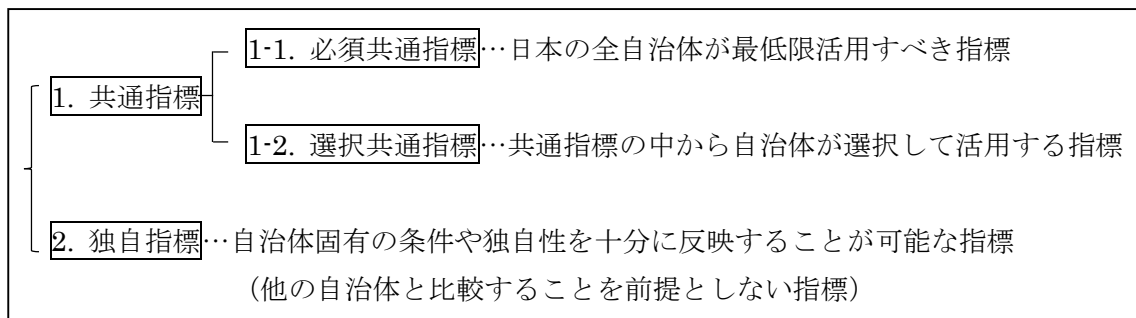 1-1. 必須共通指標…日本の全自治体が最低限活用すべき指標
1. 共通指標
1-2. 選択共通指標…共通指標の中から自治体が選択して活用する指標
2. 独自指標…自治体固有の条件や独自性を十分に反映することが可能な指標
（他の自治体と比較することを前提としない指標）